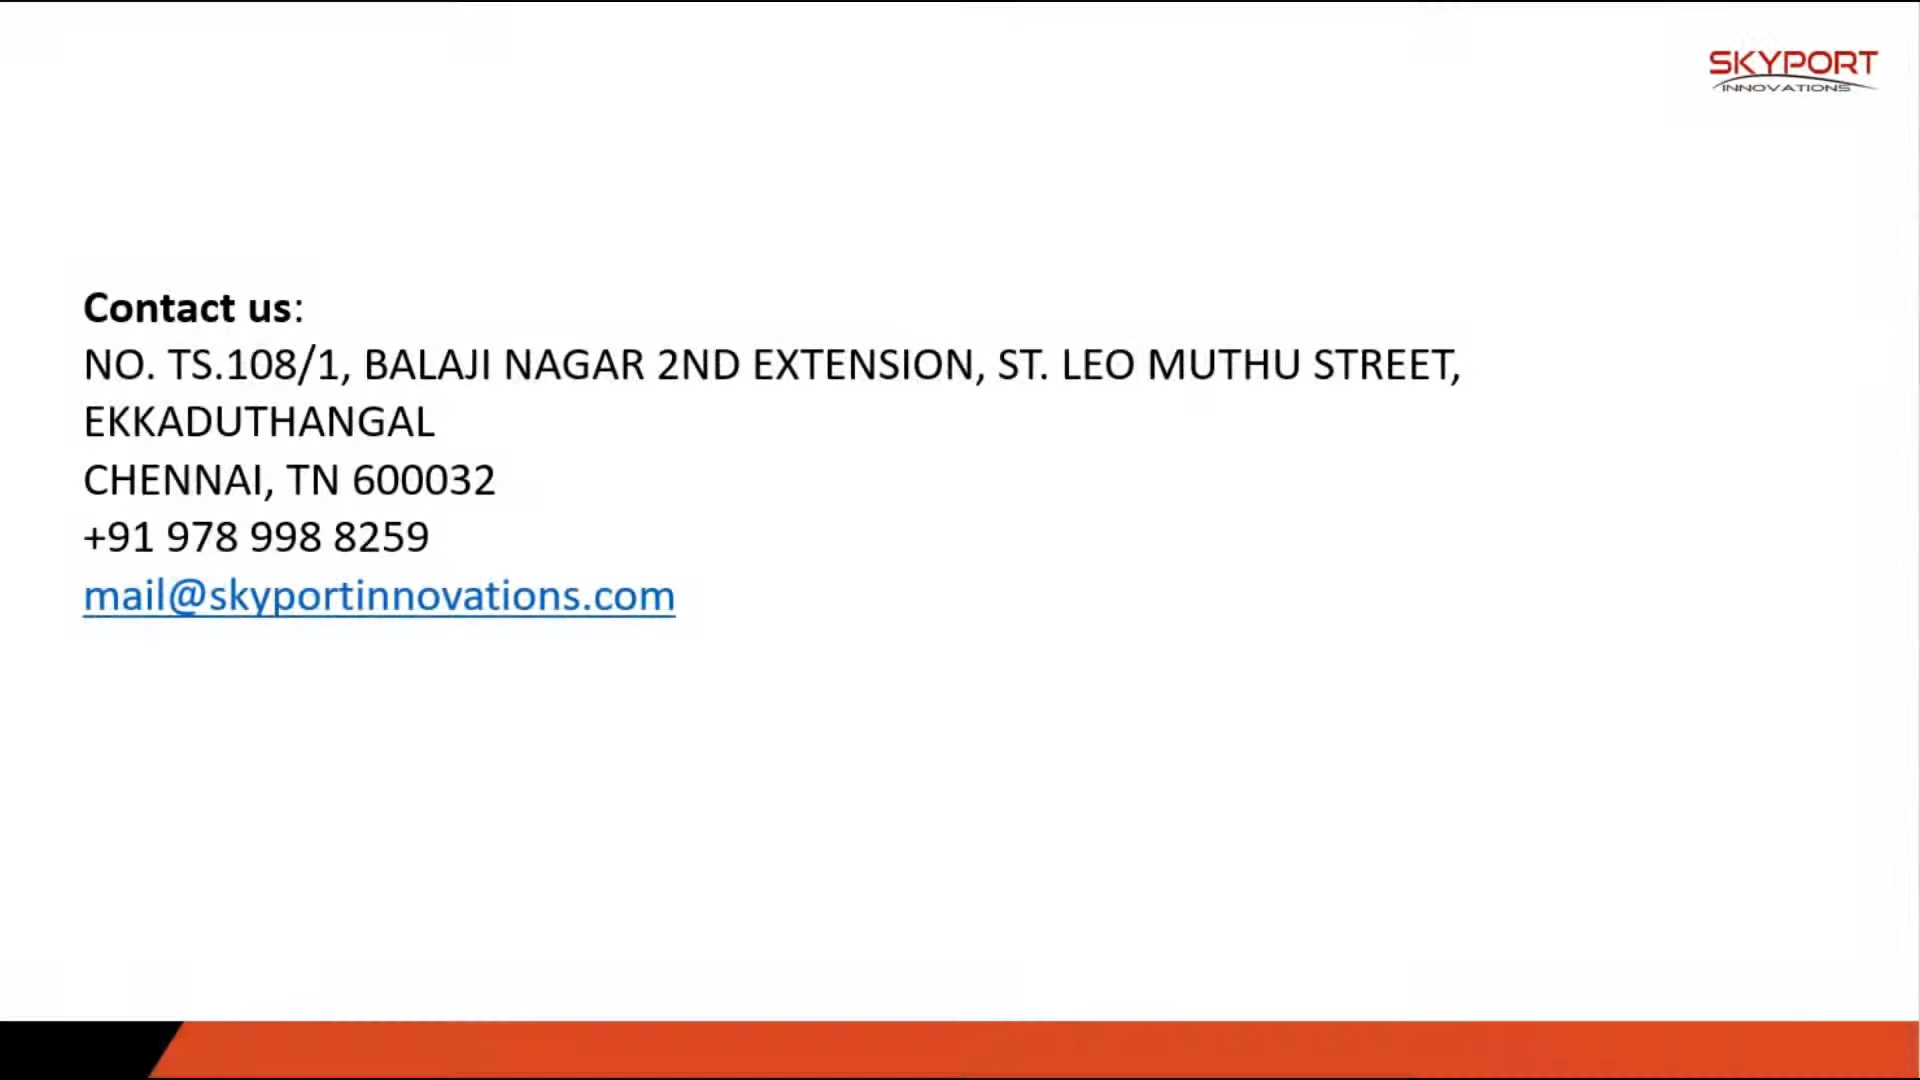 SKYPORT
INNOVATIONS
Contact us:
NO. TS.108/1, BALAJI NAGAR 2ND EXTENSION, ST. LEO MUTHU STREET,
EKKADUTHANGAL
CHENNAI, TN 600032
+91 978 998 8259
mail@skyportinnovations.com